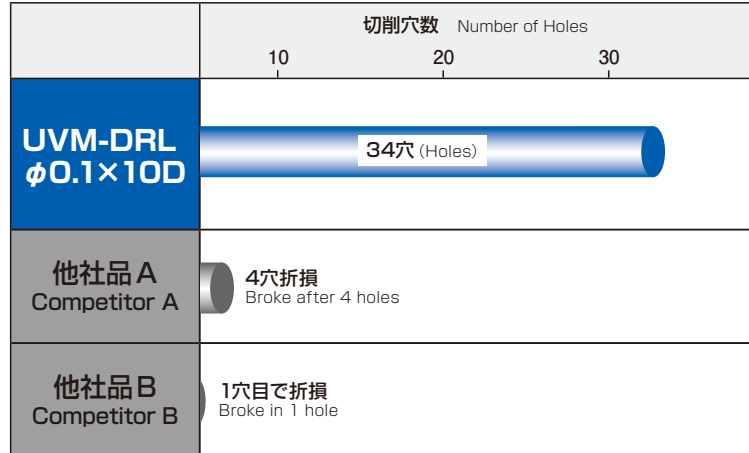 切削穴数 Number of Holes
10 20 30
UVM-DRL
φ0.1×10D
34穴 (Holes)
他社品A
Competitor A
4穴折損
Broke after 4 holes
他社品B
Competitor B
1穴目で折損
Broke in 1 hole